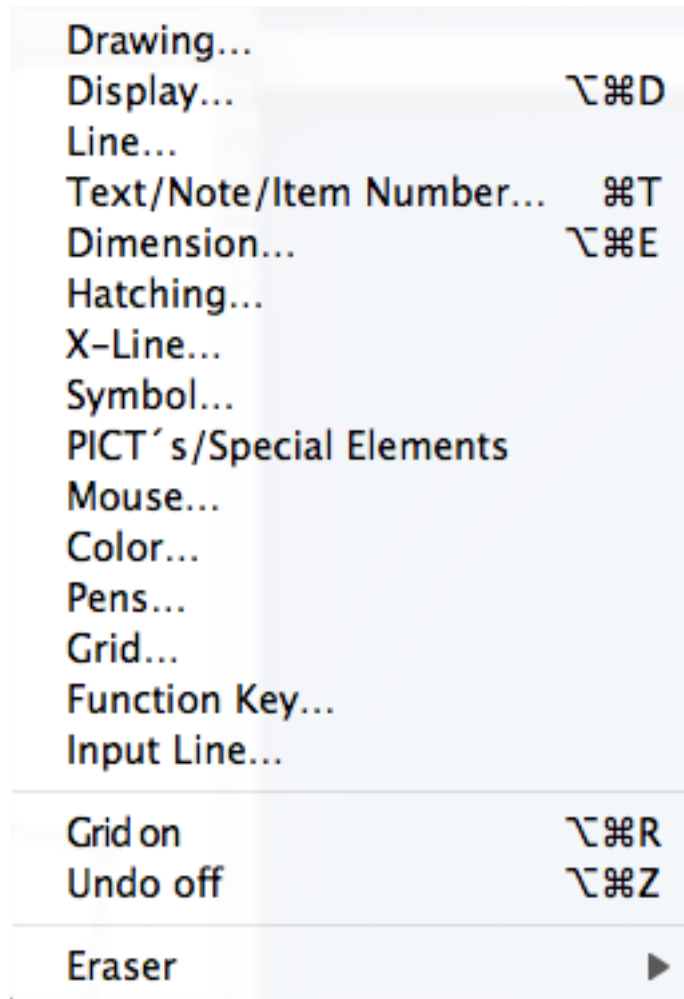 Drawing...
Display... ⌥⌘D
Line...
Text/Note/Item Number... ⌘T
Dimension... ⌥⌘E
Hatching...
X-Line...
Symbol...
PICT´s/Special Elements
Mouse...
Color...
Pens...
Grid...
Function Key...
Input Line...
Grid on ⌥⌘R
Undo off ⌥⌘Z
Eraser